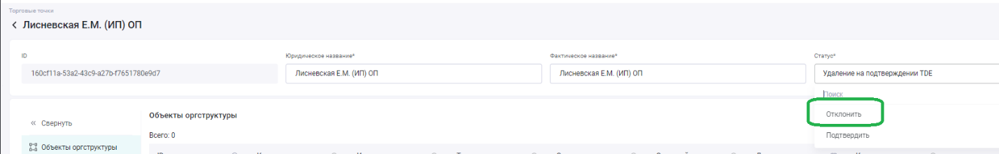 Торговые точки
Лисневская Е.М. (ИП) ОП
ID
Юридическое название*
Фактическое название*
Статус*
160cf11a-53a2-43c9-a27b-f7651780e9d7
Лисневская Е.М. (ИП) ОП
Лисневская Е.М. (ИП) ОП
Удаление на подтверждении TDE
Поиск
Отклонить
Подтвердить
« Свернуть
Объекты оргструктуры
Объекты оргструктуры
Всего: 0